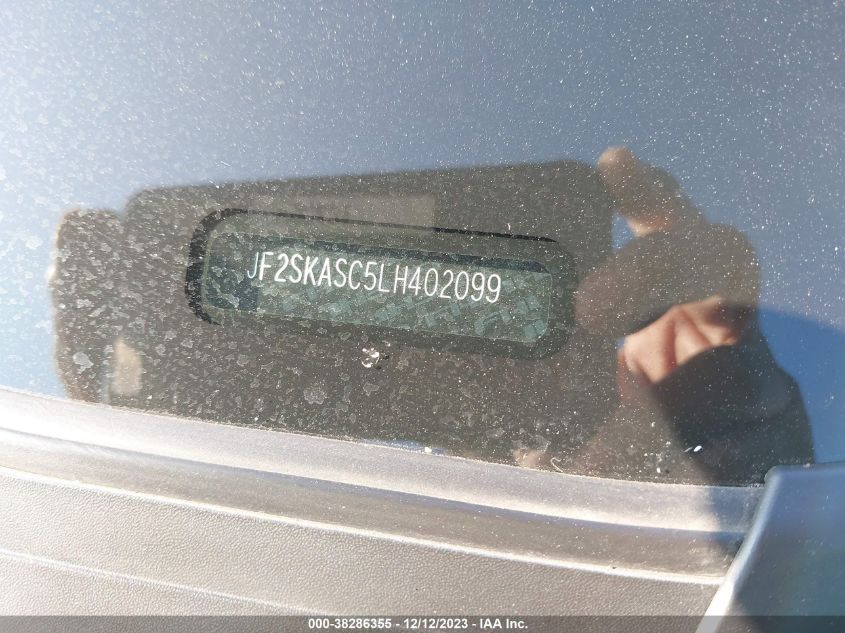 JF2SKASC5LH402099
000-38286355 - 12/12/2023 - IAA Inc.